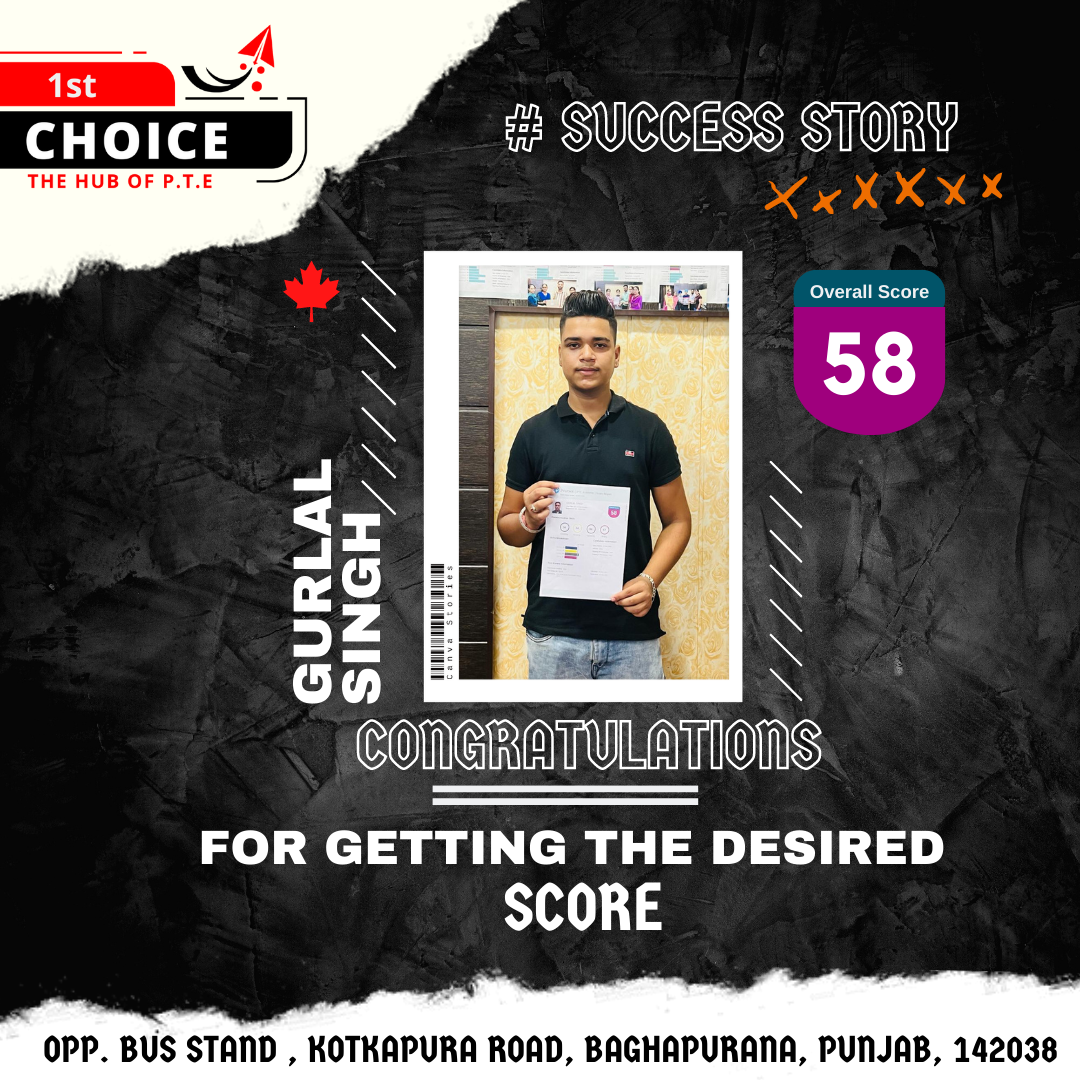 1st
CHOICE
THE HUB OF P.T.E
# SUCCESS STORY
Overall Score
58
GURLAL
SINGH
Canva Stories
CONGRATULATIONS
FOR GETTING THE DESIRED
SCORE
OPP. BUS STAND , KOTKAPURA ROAD, BAGHAPURANA, PUNJAB, 142038